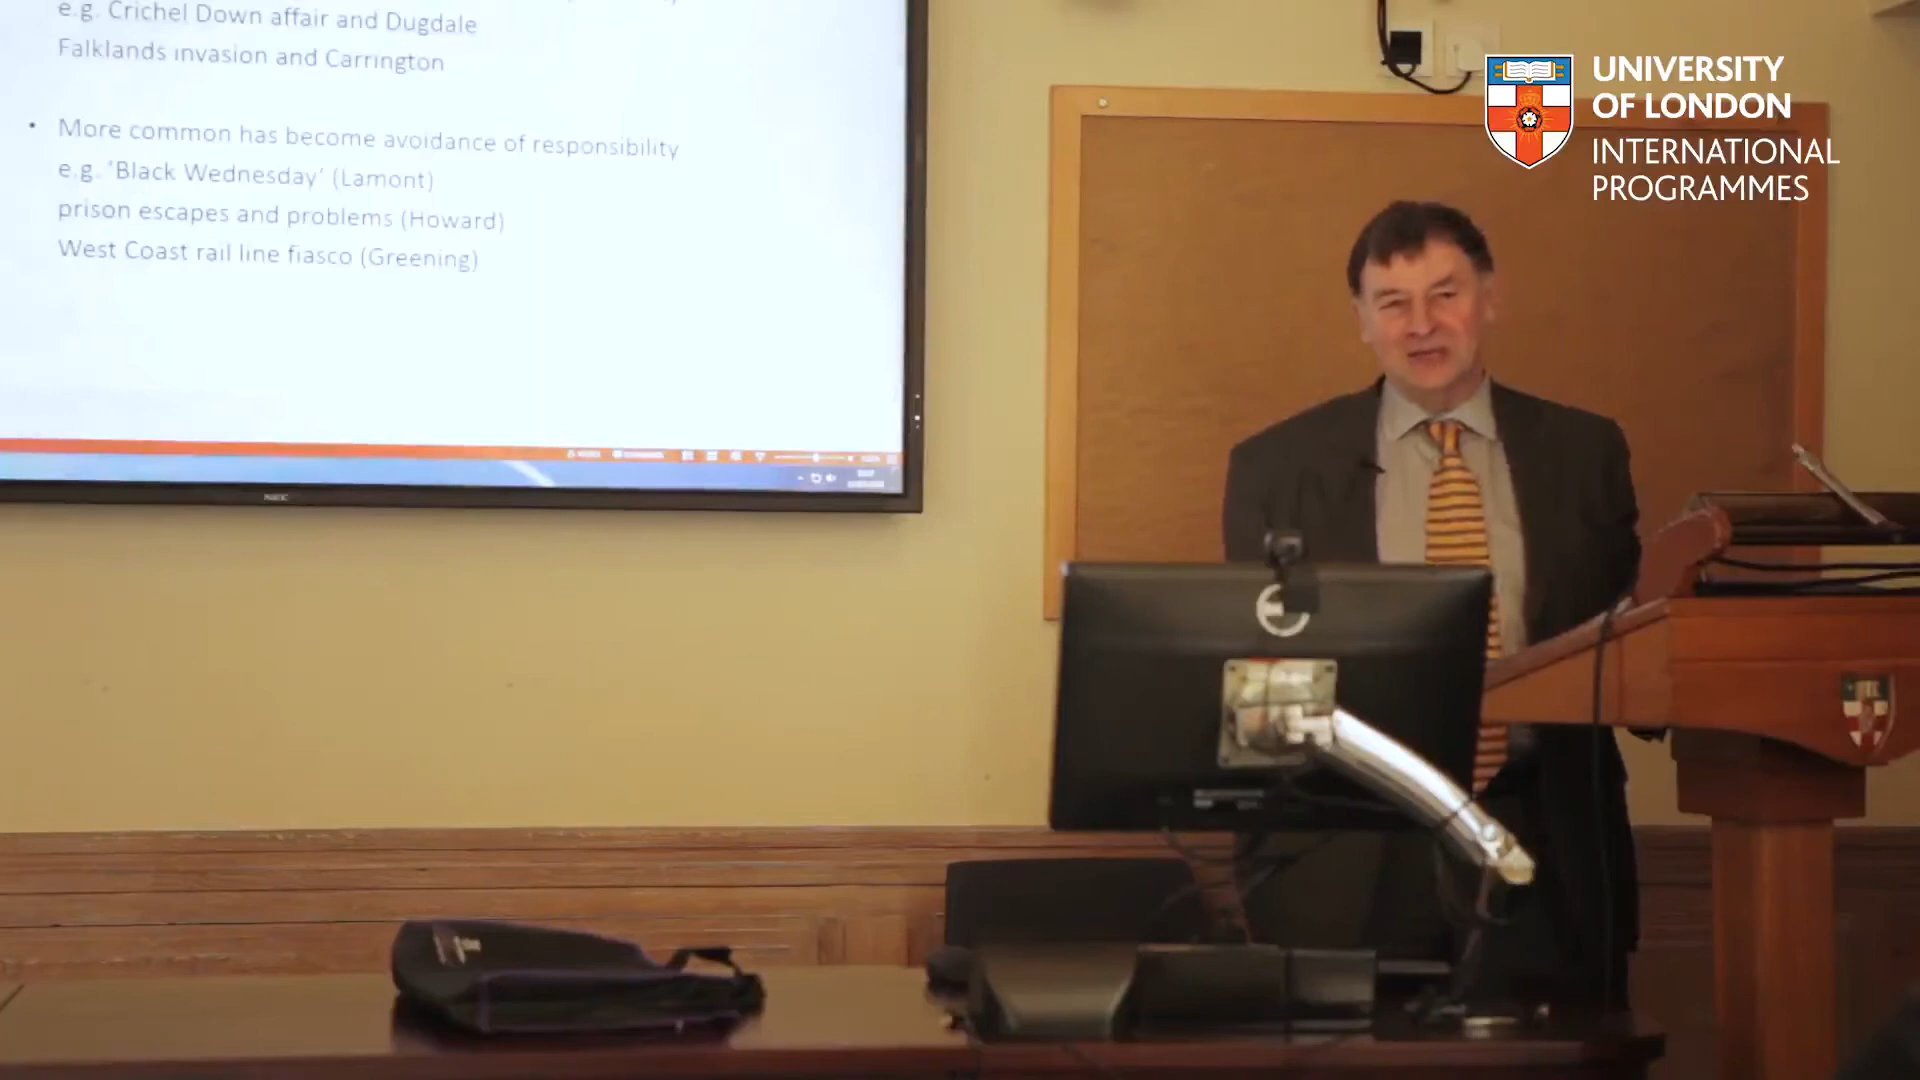 e.g. Crichel Down affair and Dugdale
Falklands invasion and Carrington
• More common has become avoidance of responsibility
e.g. 'Black Wednesday' (Lamont)
prison escapes and problems (Howard)
West Coast rail line fiasco (Greening)
NEC
UNIVERSITY
OF LONDON
INTERNATIONAL
PROGRAMMES